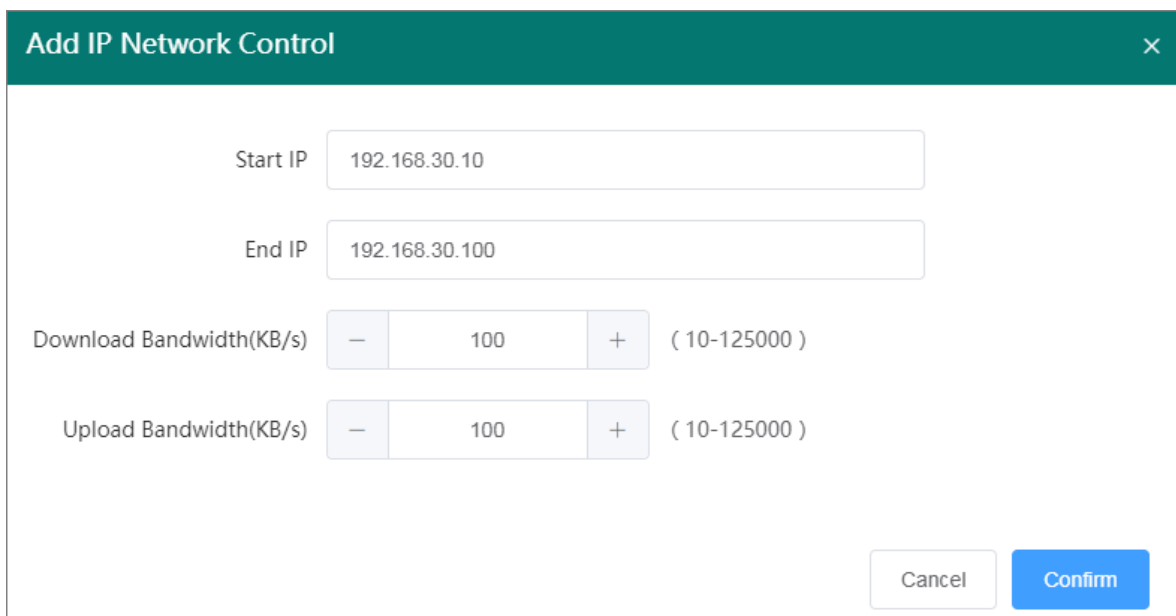 Add IP Network Control ×
Start IP 192.168.30.10
End IP 192.168.30.100
Download Bandwidth(KB/s) − 100 + ( 10-125000 )
Upload Bandwidth(KB/s) − 100 + ( 10-125000 )
Cancel Confirm